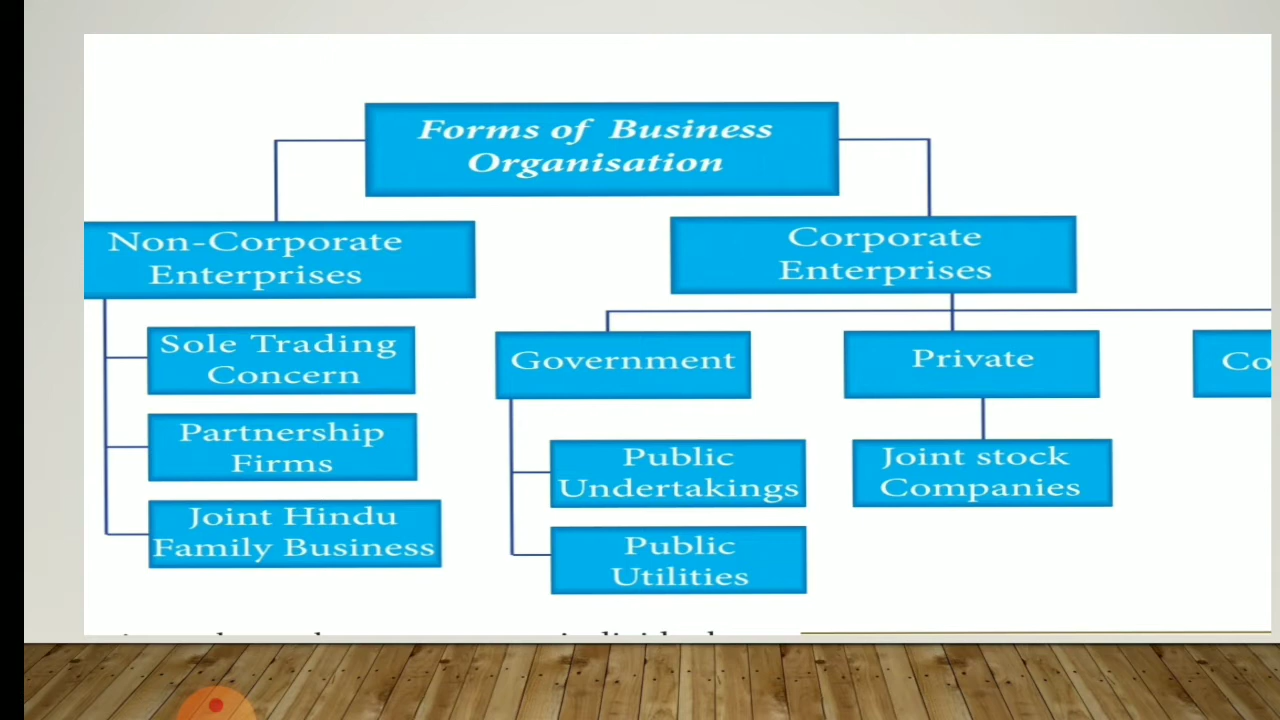 Forms of Business
Organisation
Non-Corporate
Enterprises
Corporate
Enterprises
Sole Trading
Concern
Partnership
Firms
Joint Hindu
Family Business
Government
Public
Undertakings
Public
Utilities
Private
Joint stock
Companies
Co